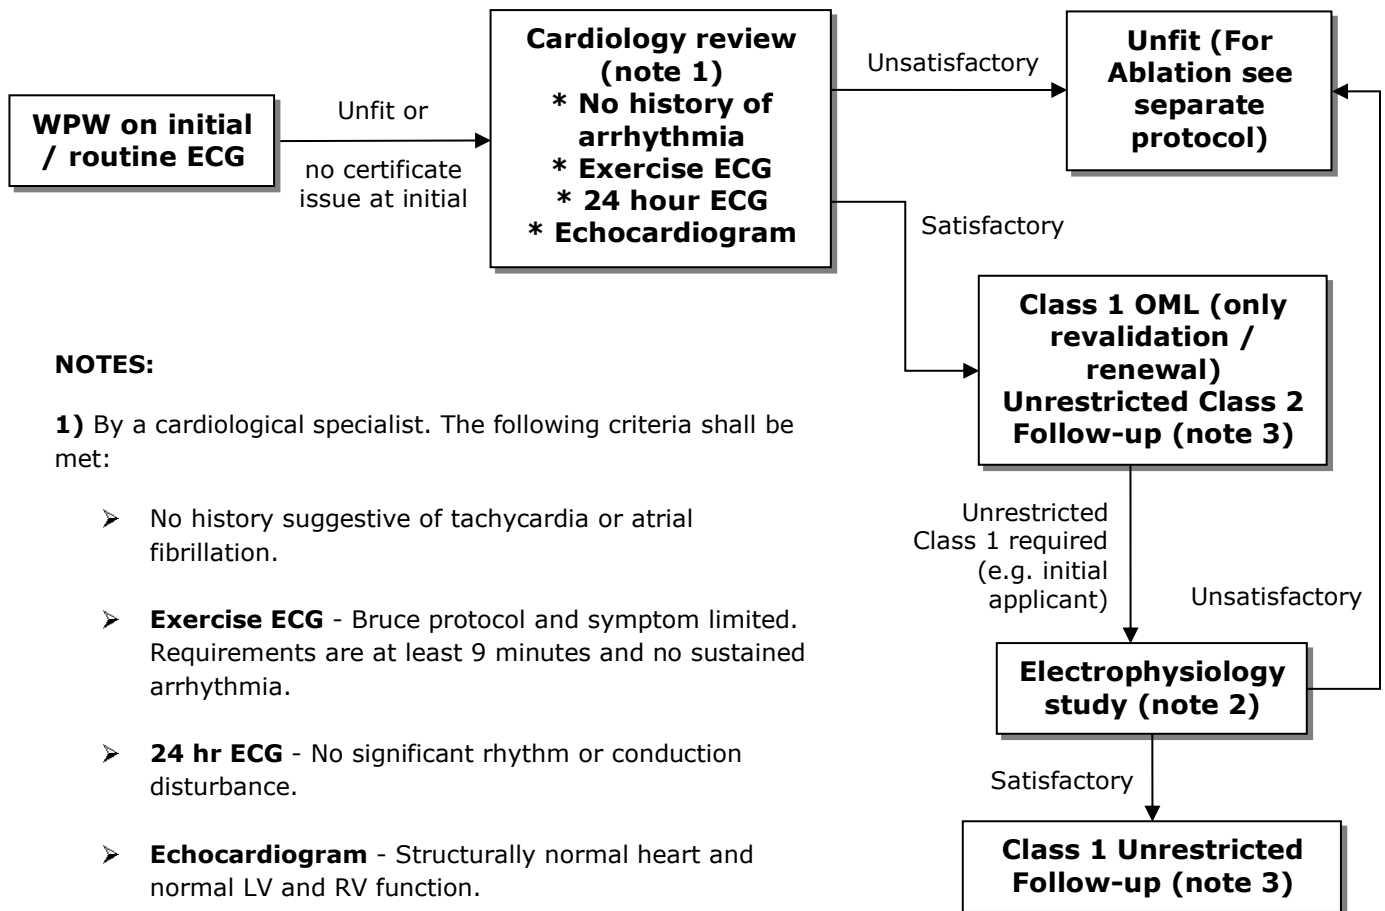 WPW on initial
/ routine ECG
Unfit or
no certificate
issue at initial
Cardiology review
(note 1)
* No history of
arrhythmia
* Exercise ECG
* 24 hour ECG
* Echocardiogram
Unsatisfactory
Unfit (For
Ablation see
separate
protocol)
Satisfactory
Class 1 OML (only
revalidation /
renewal)
Unrestricted Class 2
Follow-up (note 3)
Unrestricted
Class 1 required
(e.g. initial
applicant)
Unsatisfactory
Electrophysiology
study (note 2)
Satisfactory
Class 1 Unrestricted
Follow-up (note 3)
NOTES:
1) By a cardiological specialist. The following criteria shall be
met:
➢ No history suggestive of tachycardia or atrial
fibrillation.
➢ Exercise ECG - Bruce protocol and symptom limited.
Requirements are at least 9 minutes and no sustained
arrhythmia.
➢ 24 hr ECG - No significant rhythm or conduction
disturbance.
➢ Echocardiogram - Structurally normal heart and
normal LV and RV function.